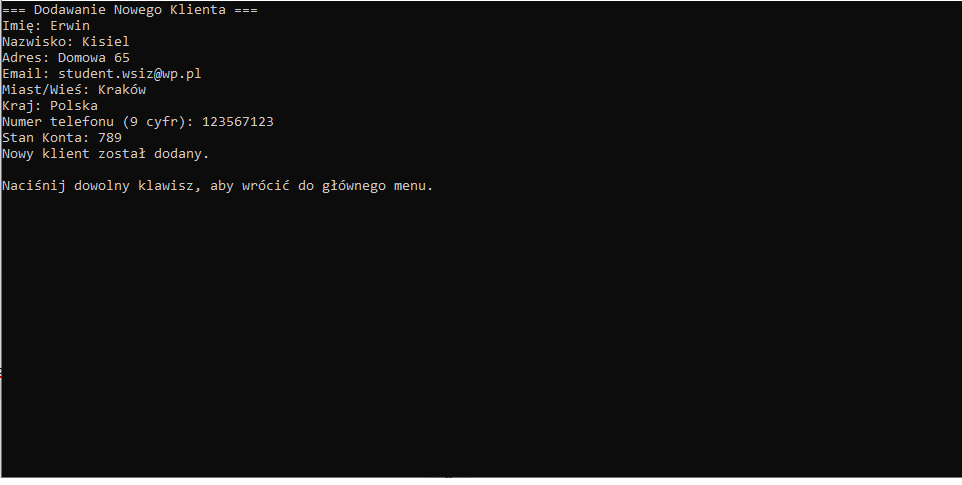 === Dodawanie Nowego Klienta ===
Imię: Erwin
Nazwisko: Kisiel
Adres: Domowa 65
Email: student.wsiz@wp.pl
Miast/Wieś: Kraków
Kraj: Polska
Numer telefonu (9 cyfr): 123567123
Stan Konta: 789
Nowy klient został dodany.
Naciśnij dowolny klawisz, aby wrócić do głównego menu.